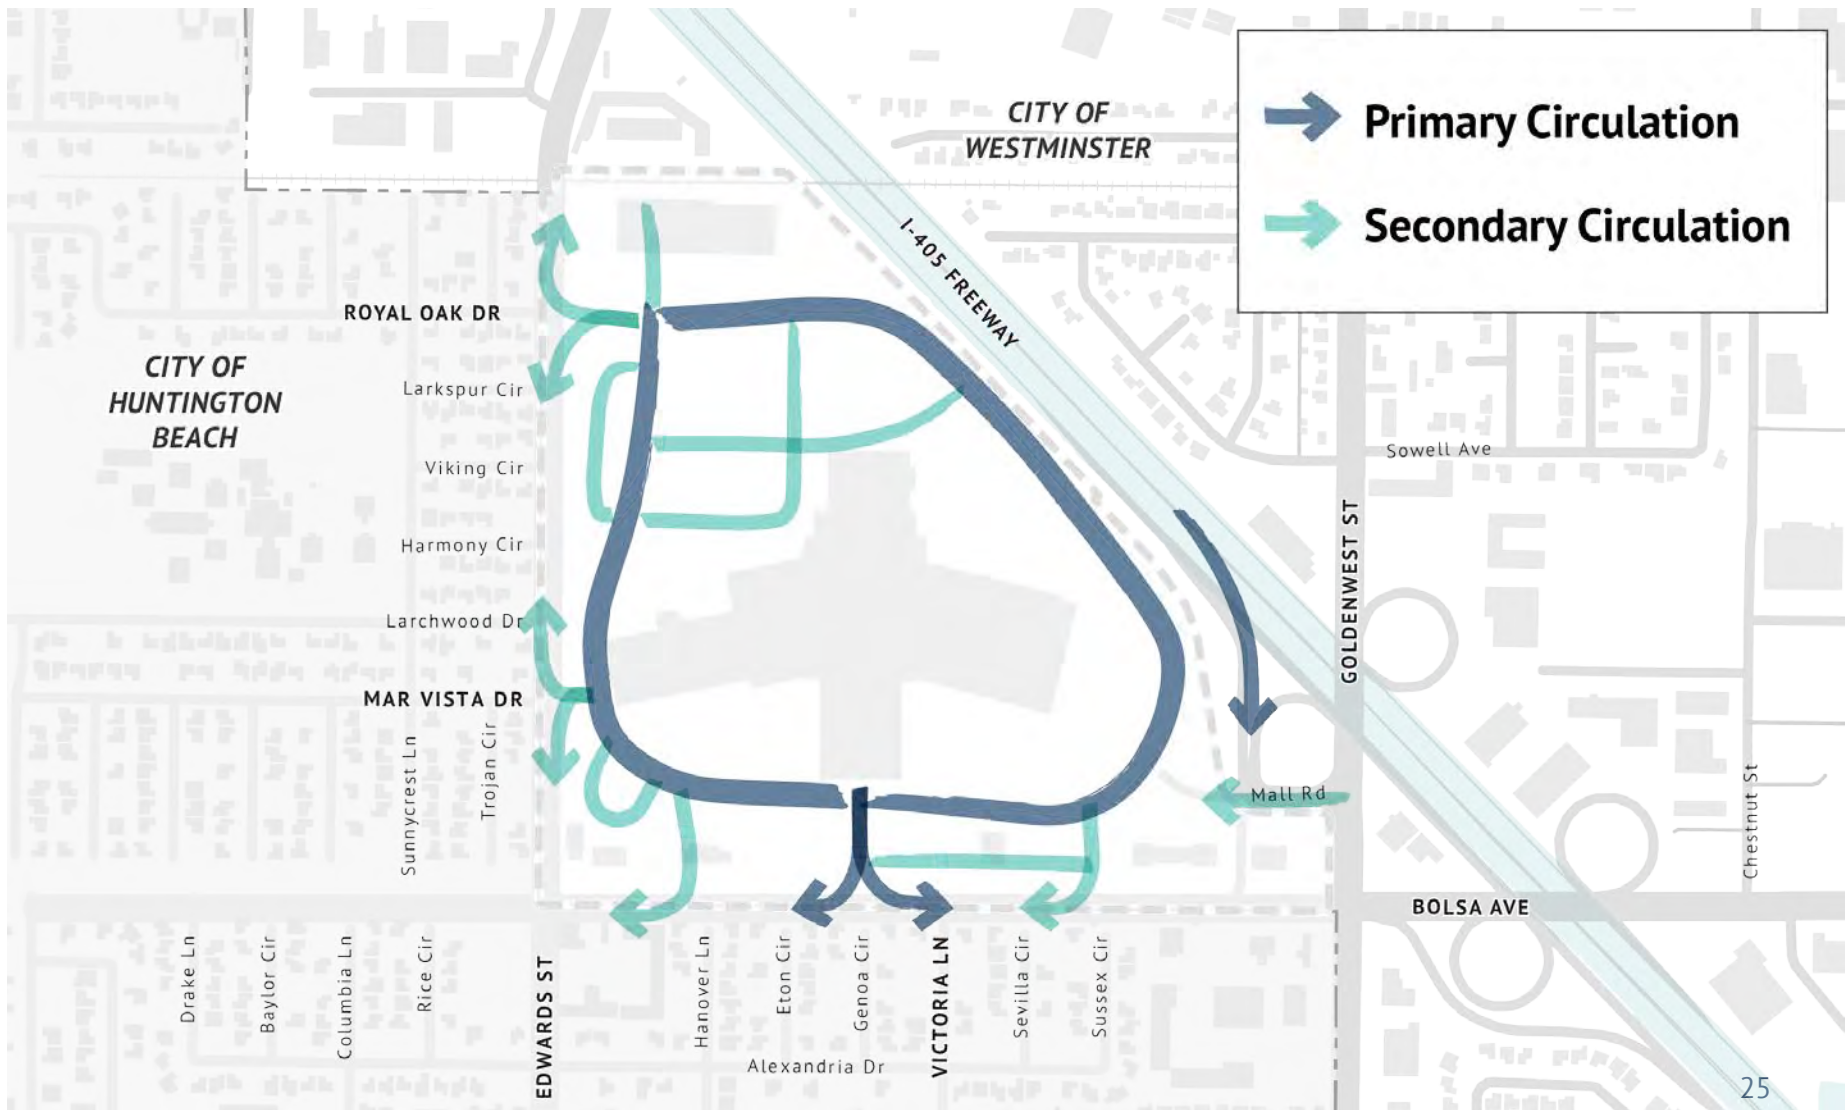 CITY OF
WESTMINSTER
Primary Circulation
Secondary Circulation
I-405 FREEWAY
ROYAL OAK DR
CITY OF
HUNTINGTON
BEACH
Larkspur Cir
Viking Cir
Harmony Cir
Larchwood Dr
MAR VISTA DR
Sunnycrest Ln
Trojan Cir
Sowell Ave
GOLDENWEST ST
Mall Rd
Chestnut St
BOLSA AVE
Drake Ln
Baylor Cir
Columbia Ln
Rice Cir
EDWARDS ST
Hanover Ln
Eton Cir
Genoa Cir
VICTORIA LN
Sevilla Cir
Sussex Cir
Alexandria Dr
25